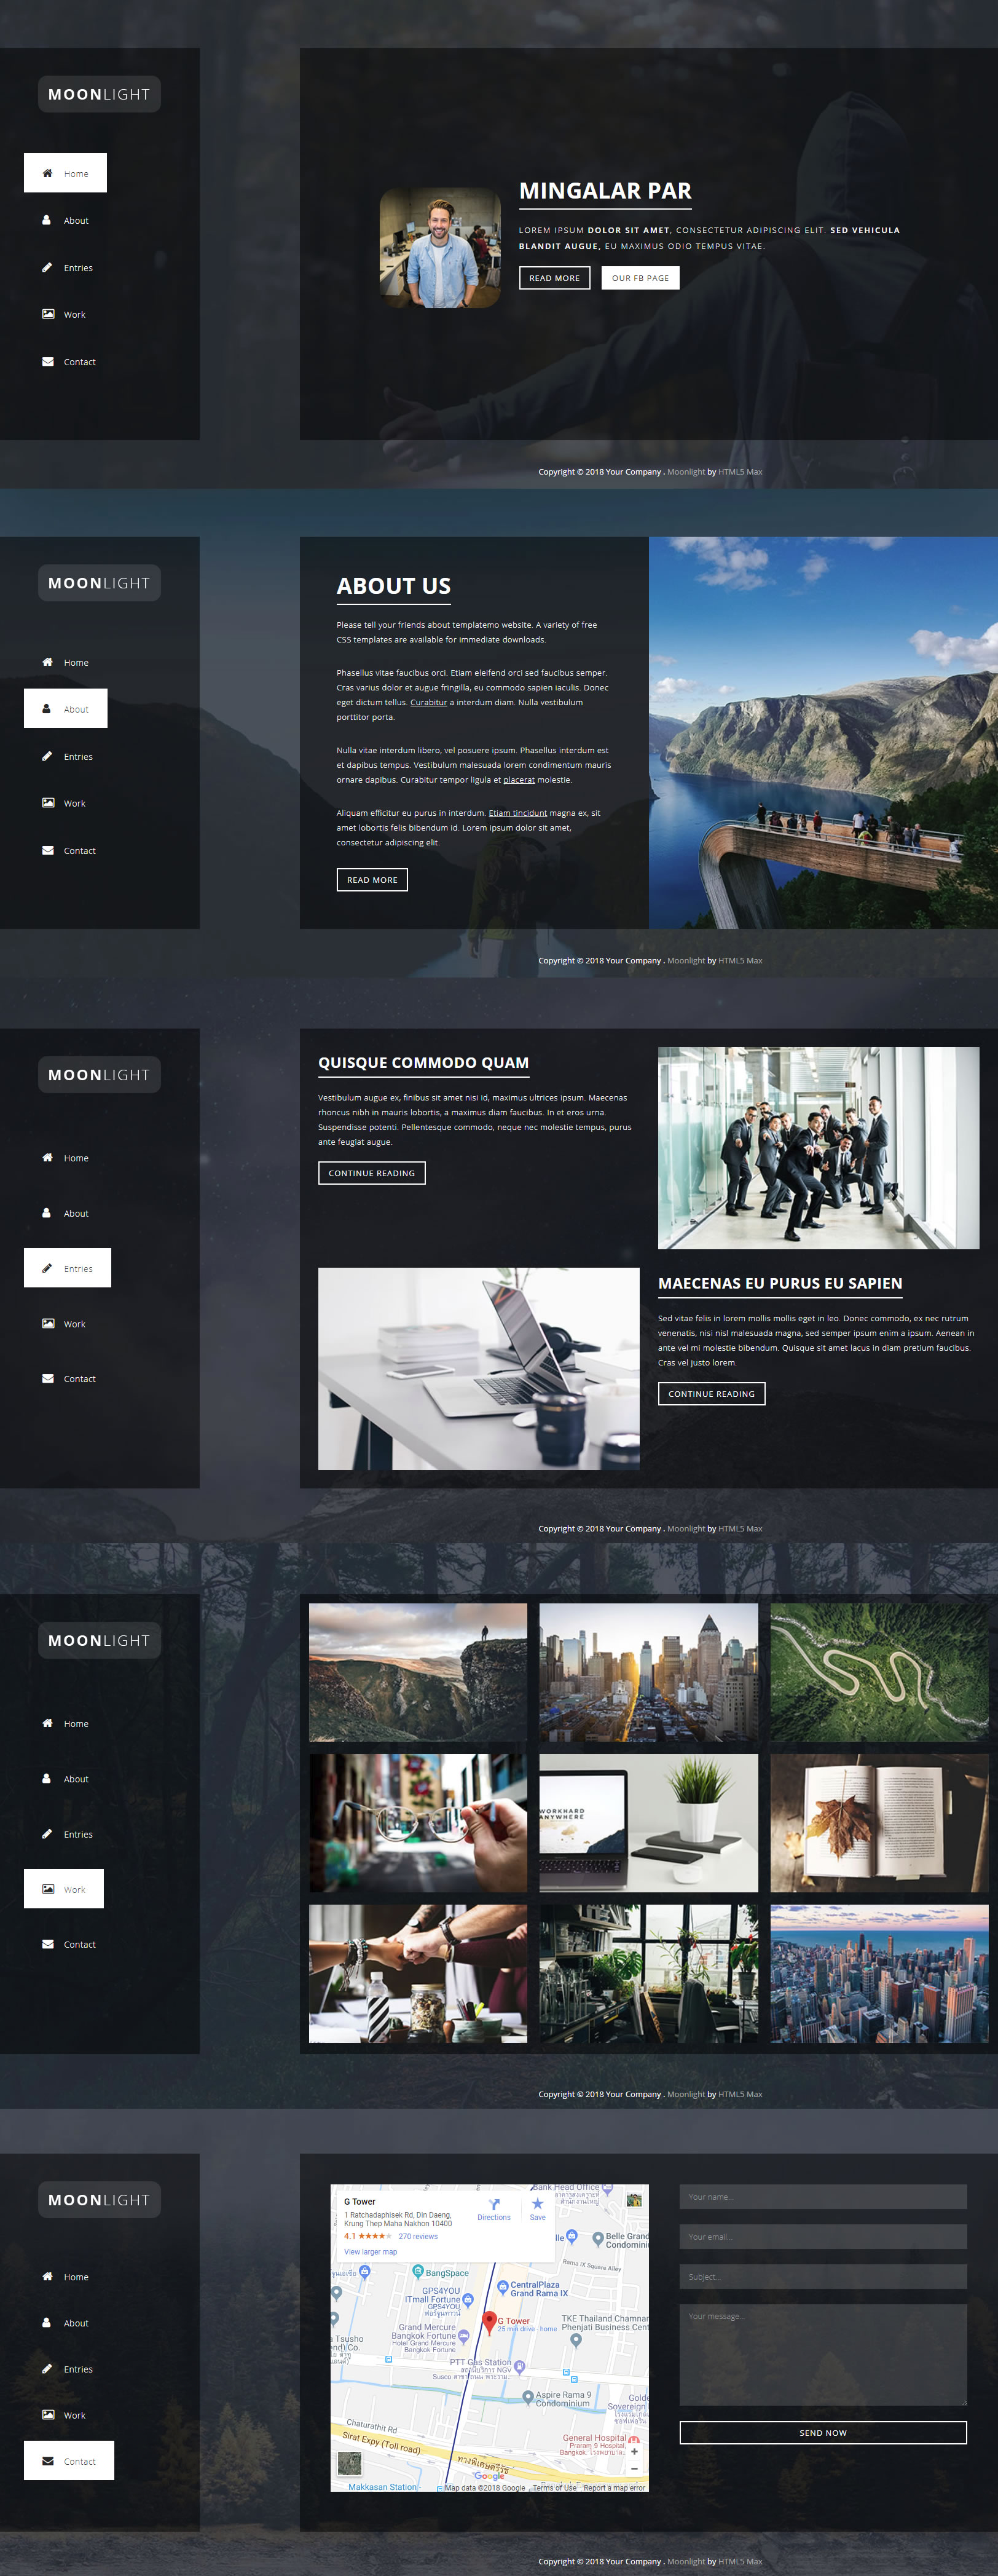 MOONLIGHT
Home
About
Entries
Work
Contact
MINGALAR PAR
LOREM IPSUM DOLOR SIT AMET, CONSECTETUR ADIPISCING ELIT. SED VEHICULA
BLANDIT AUGUE, EU MAXIMUS ODIO TEMPUS VITAE.
READ MORE
OUR FB PAGE
Copyright © 2018 Your Company . Moonlight by HTML5 Max
MOONLIGHT
Home
About
Entries
Work
Contact
ABOUT US
Please tell your friends about templatemo website. A variety of free
CSS templates are available for immediate downloads.
Phasellus vitae faucibus orci. Etiam eleifend orci sed faucibus semper.
Cras varius dolor et augue fringilla, eu commodo sapien iaculis. Donec
eget dictum tellus. Curabitur a interdum diam. Nulla vestibulum
porttitor porta.
Nulla vitae interdum libero, vel posuere ipsum. Phasellus interdum est
et dapibus tempus. Vestibulum malesuada lorem condimentum mauris
ornare dapibus. Curabitur tempor ligula et placerat molestie.
Aliquam efficitur eu purus in interdum. Etiam tincidunt magna ex, sit
amet lobortis felis bibendum id. Lorem ipsum dolor sit amet,
consectetur adipiscing elit.
READ MORE
Copyright © 2018 Your Company . Moonlight by HTML5 Max
MOONLIGHT
Home
About
Entries
Work
Contact
QUISQUE COMMODO QUAM
Vestibulum augue ex, finibus sit amet nisi id, maximus ultrices ipsum. Maecenas
rhoncus nibh in mauris lobortis, a maximus diam faucibus. In et eros urna.
Suspendisse potenti. Pellentesque commodo, neque nec molestie tempus, purus
ante feugiat augue.
CONTINUE READING
MAECENAS EU PURUS EU SAPIEN
Sed vitae felis in lorem mollis mollis eget in leo. Donec commodo, ex nec rutrum
venenatis, nisi nisl malesuada magna, sed semper ipsum enim a ipsum. Aenean in
ante vel mi molestie bibendum. Quisque sit amet lacus in diam pretium faucibus.
Cras vel justo lorem.
CONTINUE READING
Copyright © 2018 Your Company . Moonlight by HTML5 Max
MOONLIGHT
Home
About
Entries
Work
Contact
WORKHARD
ANYWHERE
Copyright © 2018 Your Company . Moonlight by HTML5 Max
MOONLIGHT
Home
About
Entries
Work
Contact
G Tower
1 Ratchadaphisek Rd, Din Daeng,
Krung Thep Maha Nakhon 10400
4.1 ★★★★★ 270 reviews
View larger map
Directions
Save
Bank Head Office
Belle Grand
Condominium
Rama IX Square Alley
BangSpace
CentralPlaza
Grand Rama IX
GPS4YOU
ITmall Fortune
GPS4YOU
G Tower
25 min drive - home
Grand Mercure
Bangkok Fortune
Hotel Grand Mercure
Bangkok Fortune
TKE Thailand Chamnan
Phenjati Business Cent
PTT Gas Station
Aspire Rama 9
Condominium
Chaturathit Rd
Sirat Expy (Toll road)
General Hospital
Praram 9 Hospital,
Makkasan Station
Google
Map data ©2018 Google
Terms of Use
Report a map error
Your name...
Your email...
Subject...
Your message...
SEND NOW
Copyright © 2018 Your Company . Moonlight by HTML5 Max